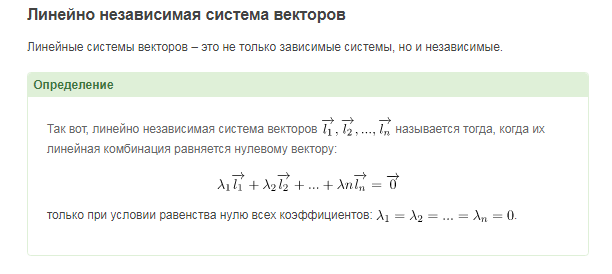 Линейно независимая система векторов
Линейные системы векторов – это не только зависимые системы, но и независимые.
Определение
Так вот, линейно независимая система векторов $\overrightarrow{l_1}, \overrightarrow{l_2}, ..., \overrightarrow{l_n}$ называется тогда, когда их
линейная комбинация равняется нулевому вектору:
$\lambda_1\overrightarrow{l_1} + \lambda_2\overrightarrow{l_2} + ... + \lambda n\overrightarrow{l_n} = \overrightarrow{0}$
только при условии равенства нулю всех коэффициентов: $\lambda_1 = \lambda_2 = ... = \lambda_n = 0$.